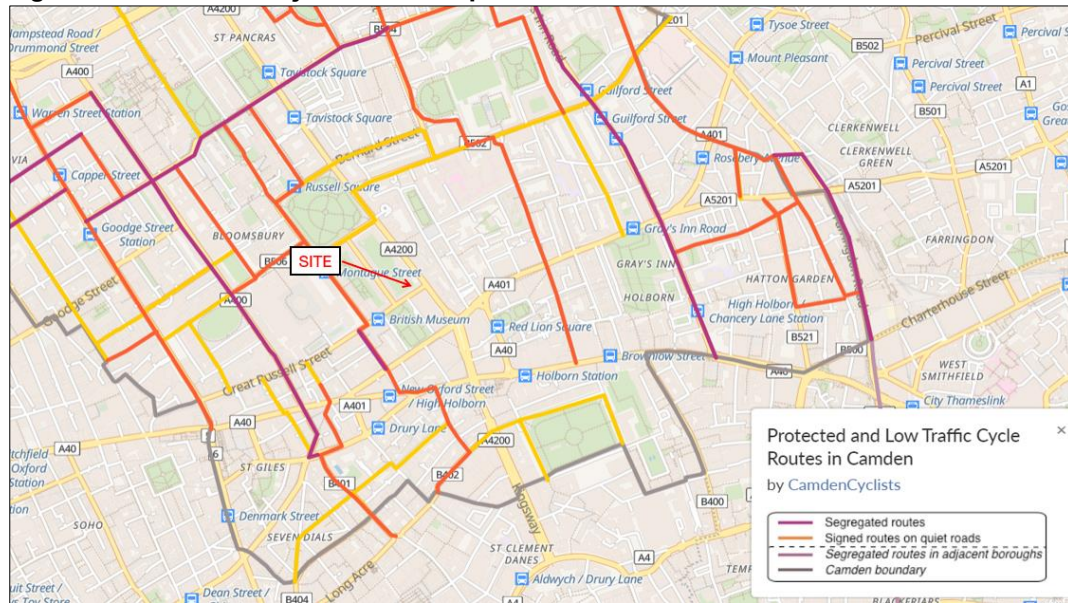 A4200
B504
A201
Tysoe Street
Percival Street
B502
ST PANCRAS
Tavistock Square
Mount Pleasant
Percival Street
A400
A1
Guilford Street
Percival Street
Warren Street Station
Tavistock Square
Guilford Street
B501
CLERKENWELL
Bernard Street
B502
A401
CLERKENWELL
GREEN
Capper Street
Russell Square
Rosebery Avenue
A5201
A5201
Goodge Street
Station
BLOOMSBURY
A4200
Gray's Inn Road
FARRINGDON
B506
SITE
Montague Street
GRAY'S INN
HATTON GARDEN
Farringdon Road
Goodge Street
A400
A401
HOLBORN
High Holborn /
Chancery Lane Station
Charterhouse Street
British Museum
Red Lion Square
B521
B500
A40
Brownlow Street
WEST
SMITHFIELD
Great Russell Street
Holborn Station
A40
New Oxford Street
/ High Holborn
City Thameslink
A401
A40
A40
Drury Lane
A4200
ST GILES
B402
B400
B401
Kingsway
SOHO
Denmark Street
SEVEN DIALS
ST CLEMENT
DANES
A4
Long Acre
Aldwych / Drury Lane
Dean Street /
B404
A4
Protected and Low Traffic Cycle
Routes in Camden
by CamdenCyclists
×
Segregated routes
Signed routes on quiet roads
Segregated routes in adjacent boroughs
Camden boundary